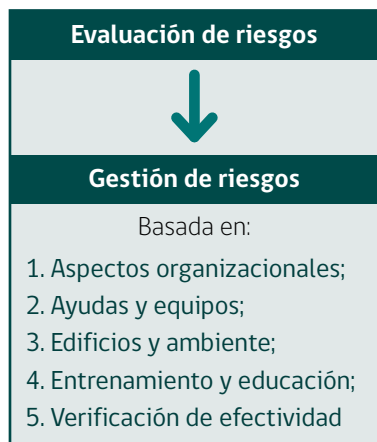 Evaluación de riesgos
Gestión de riesgos
Basada en:
1. Aspectos organizacionales;
2. Ayudas y equipos;
3. Edificios y ambiente;
4. Entrenamiento y educación;
5. Verificación de efectividad